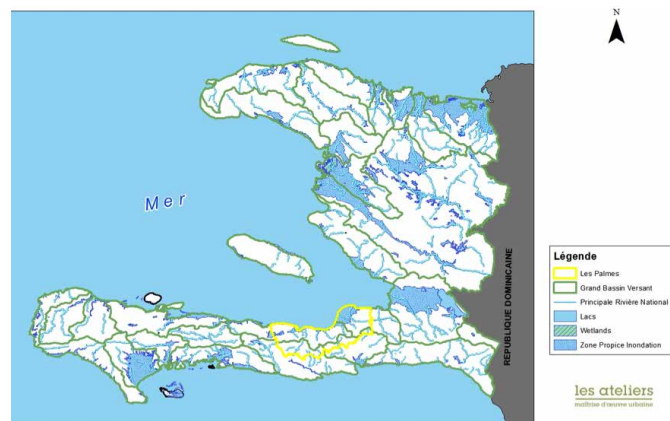 N
Mer
REPUBLIQUE DOMINICAINE
Légende
Les Palmes
Grand Bassin Versant
Principale Rivière National
Lacs
Wetlands
Zone Propice Inondation
les ateliers
maîtrise d'œuvre urbaine